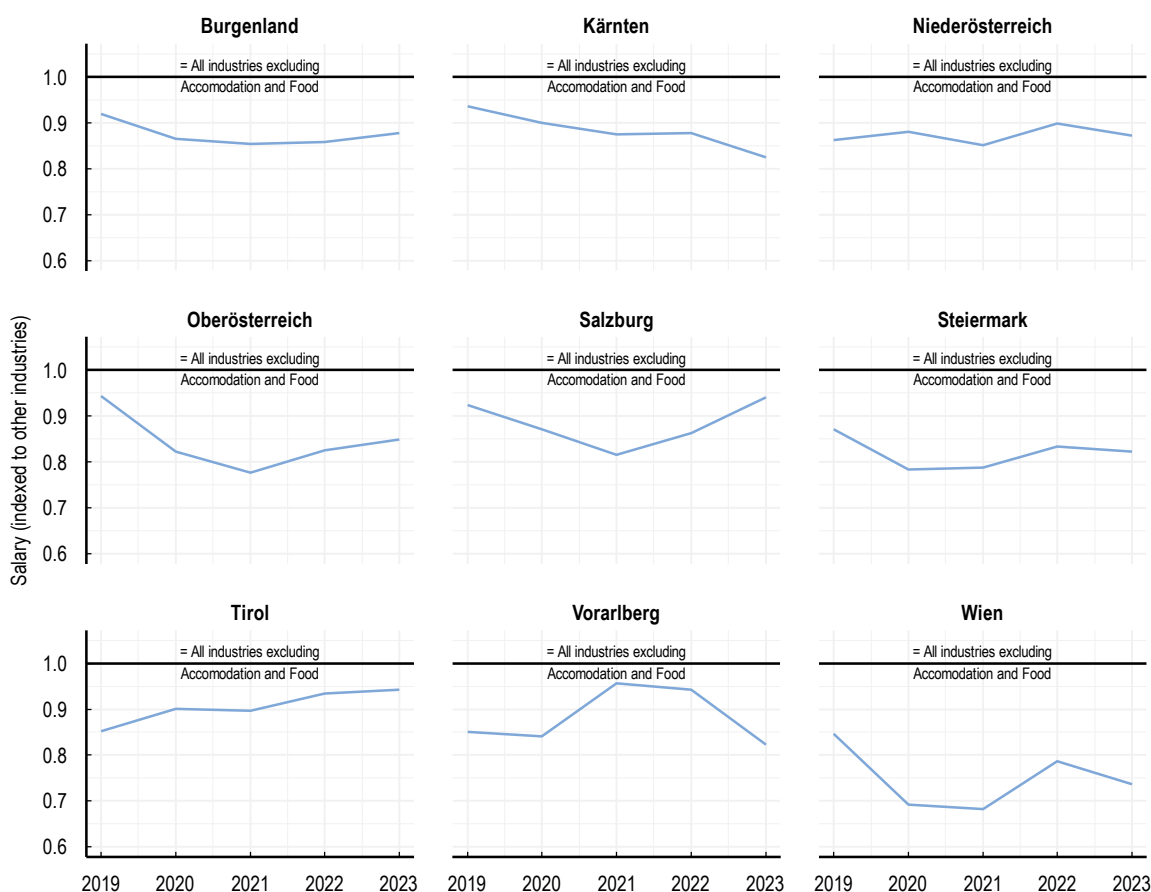 Burgenland
Kärnten
Niederösterreich
1.0
0.9
0.8
0.7
0.6
= All industries excluding
Accomodation and Food
= All industries excluding
Accomodation and Food
= All industries excluding
Accomodation and Food
Salary (indexed to other industries)
Oberösterreich
Salzburg
Steiermark
1.0
0.9
0.8
0.7
0.6
= All industries excluding
Accomodation and Food
= All industries excluding
Accomodation and Food
= All industries excluding
Accomodation and Food
Tirol
Vorarlberg
Wien
1.0
0.9
0.8
0.7
0.6
= All industries excluding
Accomodation and Food
= All industries excluding
Accomodation and Food
= All industries excluding
Accomodation and Food
2019 2020 2021 2022 2023
2019 2020 2021 2022 2023
2019 2020 2021 2022 2023